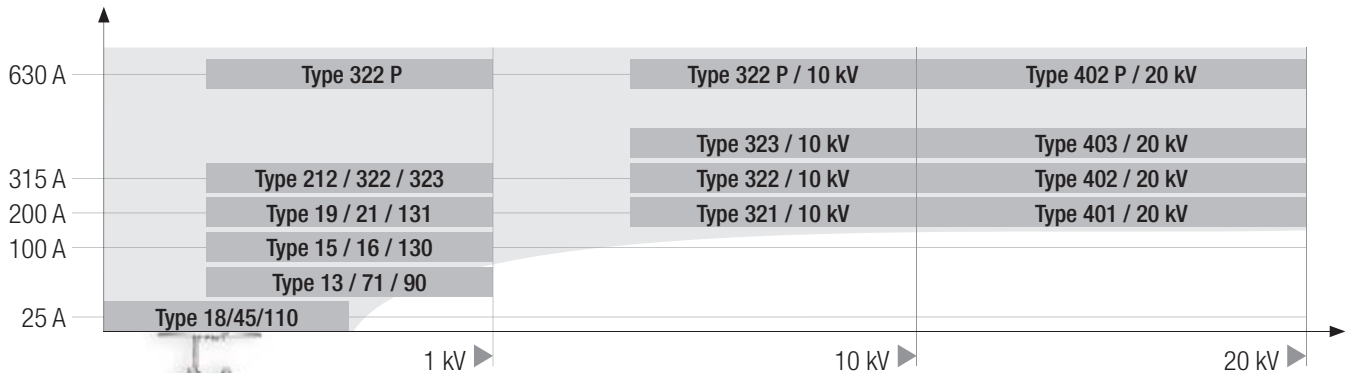 630 A Type 322 P Type 322 P / 10 kV Type 402 P / 20 kV
Type 323 / 10 kV Type 403 / 20 kV
315 A Type 212 / 322 / 323 Type 322 / 10 kV Type 402 / 20 kV
200 A Type 19 / 21 / 131 Type 321 / 10 kV Type 401 / 20 kV
100 A Type 15 / 16 / 130
Type 13 / 71 / 90
25 A Type 18/45/110
1 kV 10 kV 20 kV